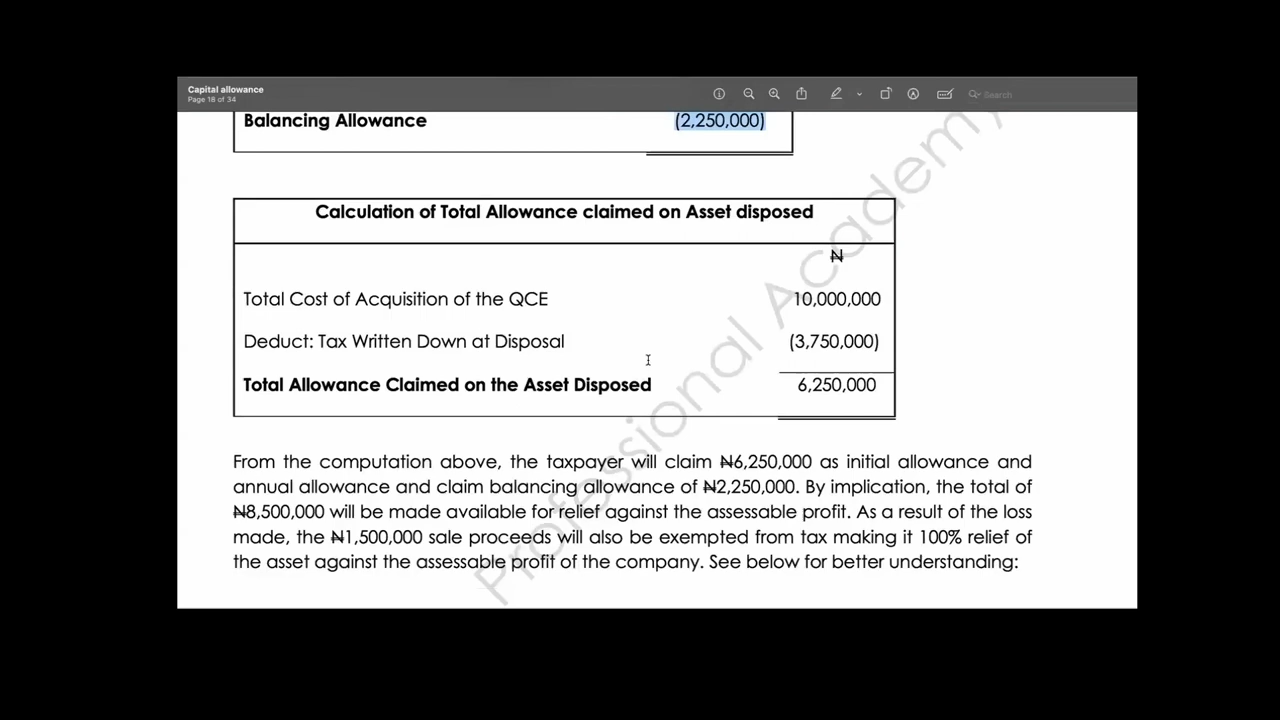 Capital allowance
Page 18 of 34
Search
Balancing Allowance (2,250,000)
Calculation of Total Allowance claimed on Asset disposed
₦
Total Cost of Acquisition of the QCE 10,000,000
Deduct: Tax Written Down at Disposal (3,750,000)
Total Allowance Claimed on the Asset Disposed 6,250,000
From the computation above, the taxpayer will claim ₦6,250,000 as initial allowance and
annual allowance and claim balancing allowance of ₦2,250,000. By implication, the total of
₦8,500,000 will be made available for relief against the assessable profit. As a result of the loss
made, the ₦1,500,000 sale proceeds will also be exempted from tax making it 100% relief of
the asset against the assessable profit of the company. See below for better understanding:
Professional Academy